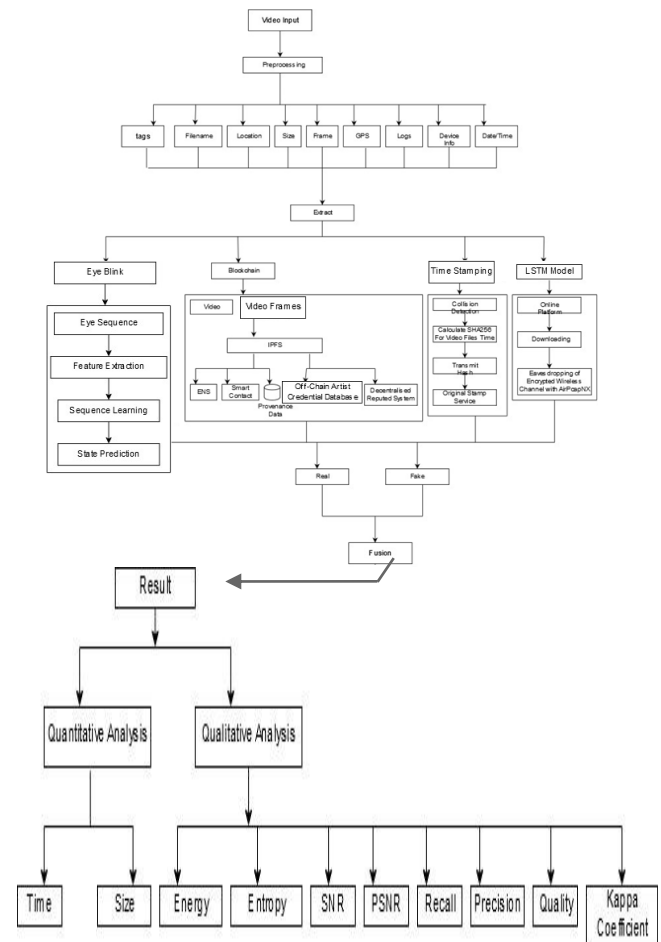 Video Input
Preprocessing
tags
Filename
Location
Size
Frame
GPS
Logs
Device
Info
Date/Time
Extract
Eye Blink
Blockchain
Time Stamping
LSTM Model
Eye Sequence
Feature Extraction
Sequence Learning
State Prediction
Video
Video Frames
IPFS
ENS
Smart
Contact
Provenance
Data
Off-Chain Artist
Credential Database
Decentralised
Reputed System
Collision
Detection
Calculate SHA256
For Video Files Time
Transmit
Hash
Original Stamp
Service
Online
Platform
Downloading
Eaves dropping of
Encrypted Wireless
Channel with AirPcapNX
Real
Fake
Fusion
Result
Quantitative Analysis
Qualitative Analysis
Time
Size
Energy
Entropy
SNR
PSNR
Recall
Precision
Quality
Kappa
Coefficient